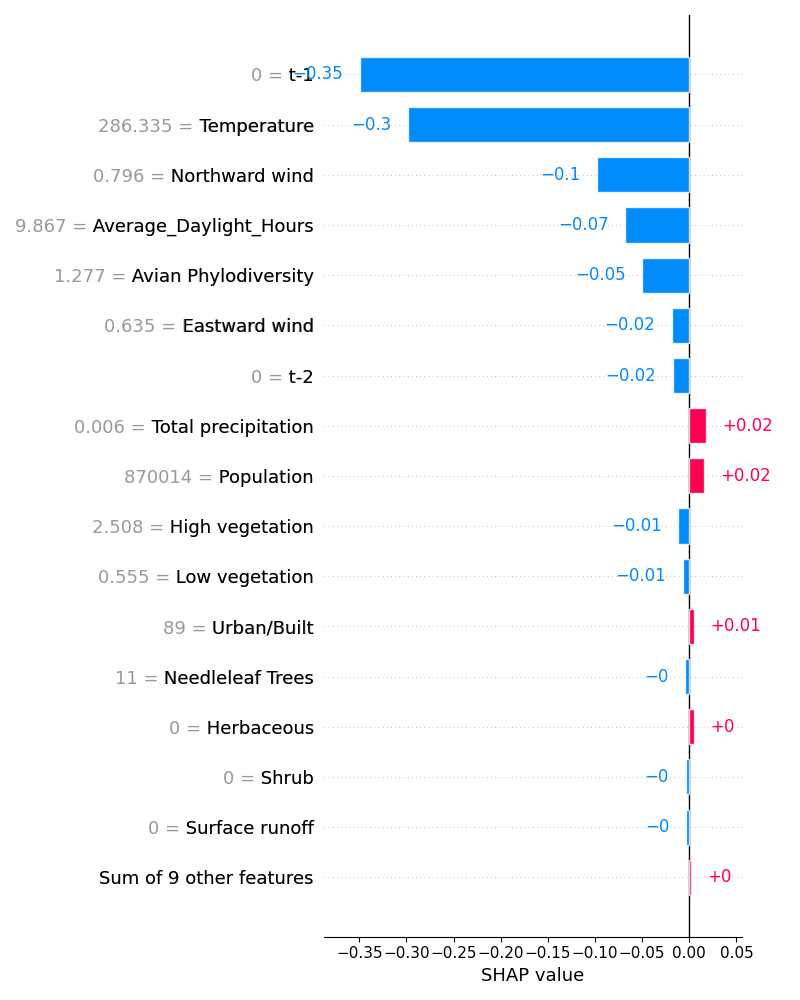 0 = t-1 −0.35
286.335 = Temperature −0.3
0.796 = Northward wind −0.1
9.867 = Average_Daylight_Hours −0.07
1.277 = Avian Phylodiversity −0.05
0.635 = Eastward wind −0.02
0 = t-2 −0.02
0.006 = Total precipitation +0.02
870014 = Population +0.02
2.508 = High vegetation −0.01
0.555 = Low vegetation −0.01
89 = Urban/Built +0.01
11 = Needleleaf Trees −0
0 = Herbaceous +0
0 = Shrub −0
0 = Surface runoff −0
Sum of 9 other features +0
−0.35 −0.30 −0.25 −0.20 −0.15 −0.10 −0.05 0.00 0.05
SHAP value